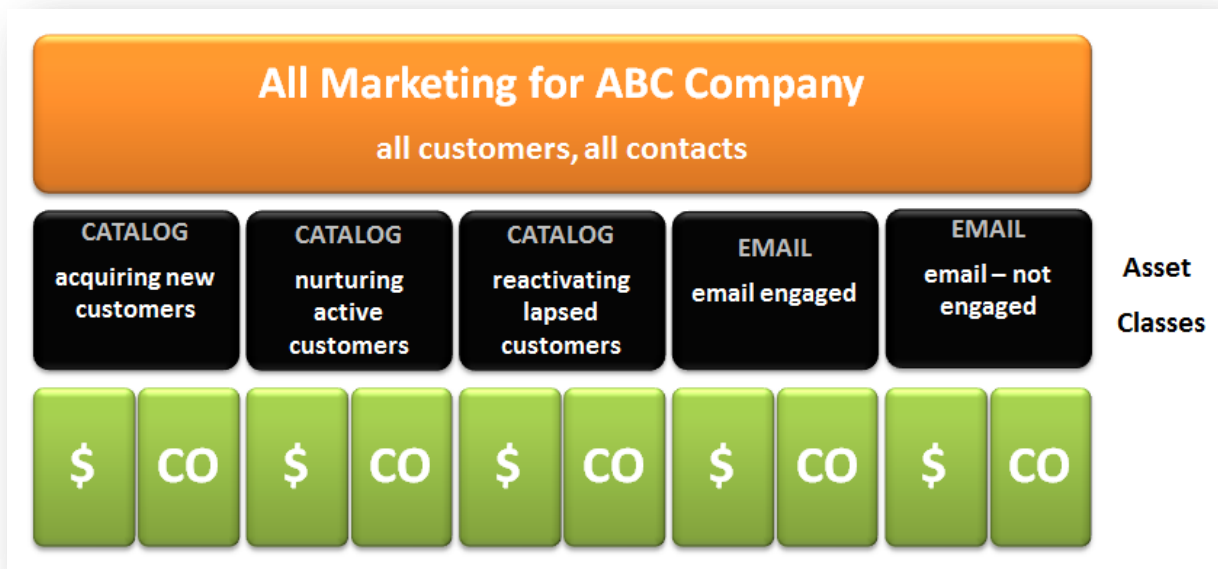 All Marketing for ABC Company
all customers, all contacts
CATALOG
acquiring new
customers
CATALOG
nurturing
active
customers
CATALOG
reactivating
lapsed
customers
EMAIL
email engaged
EMAIL
email – not
engaged
Asset
Classes
$ CO $ CO $ CO $ CO $ CO